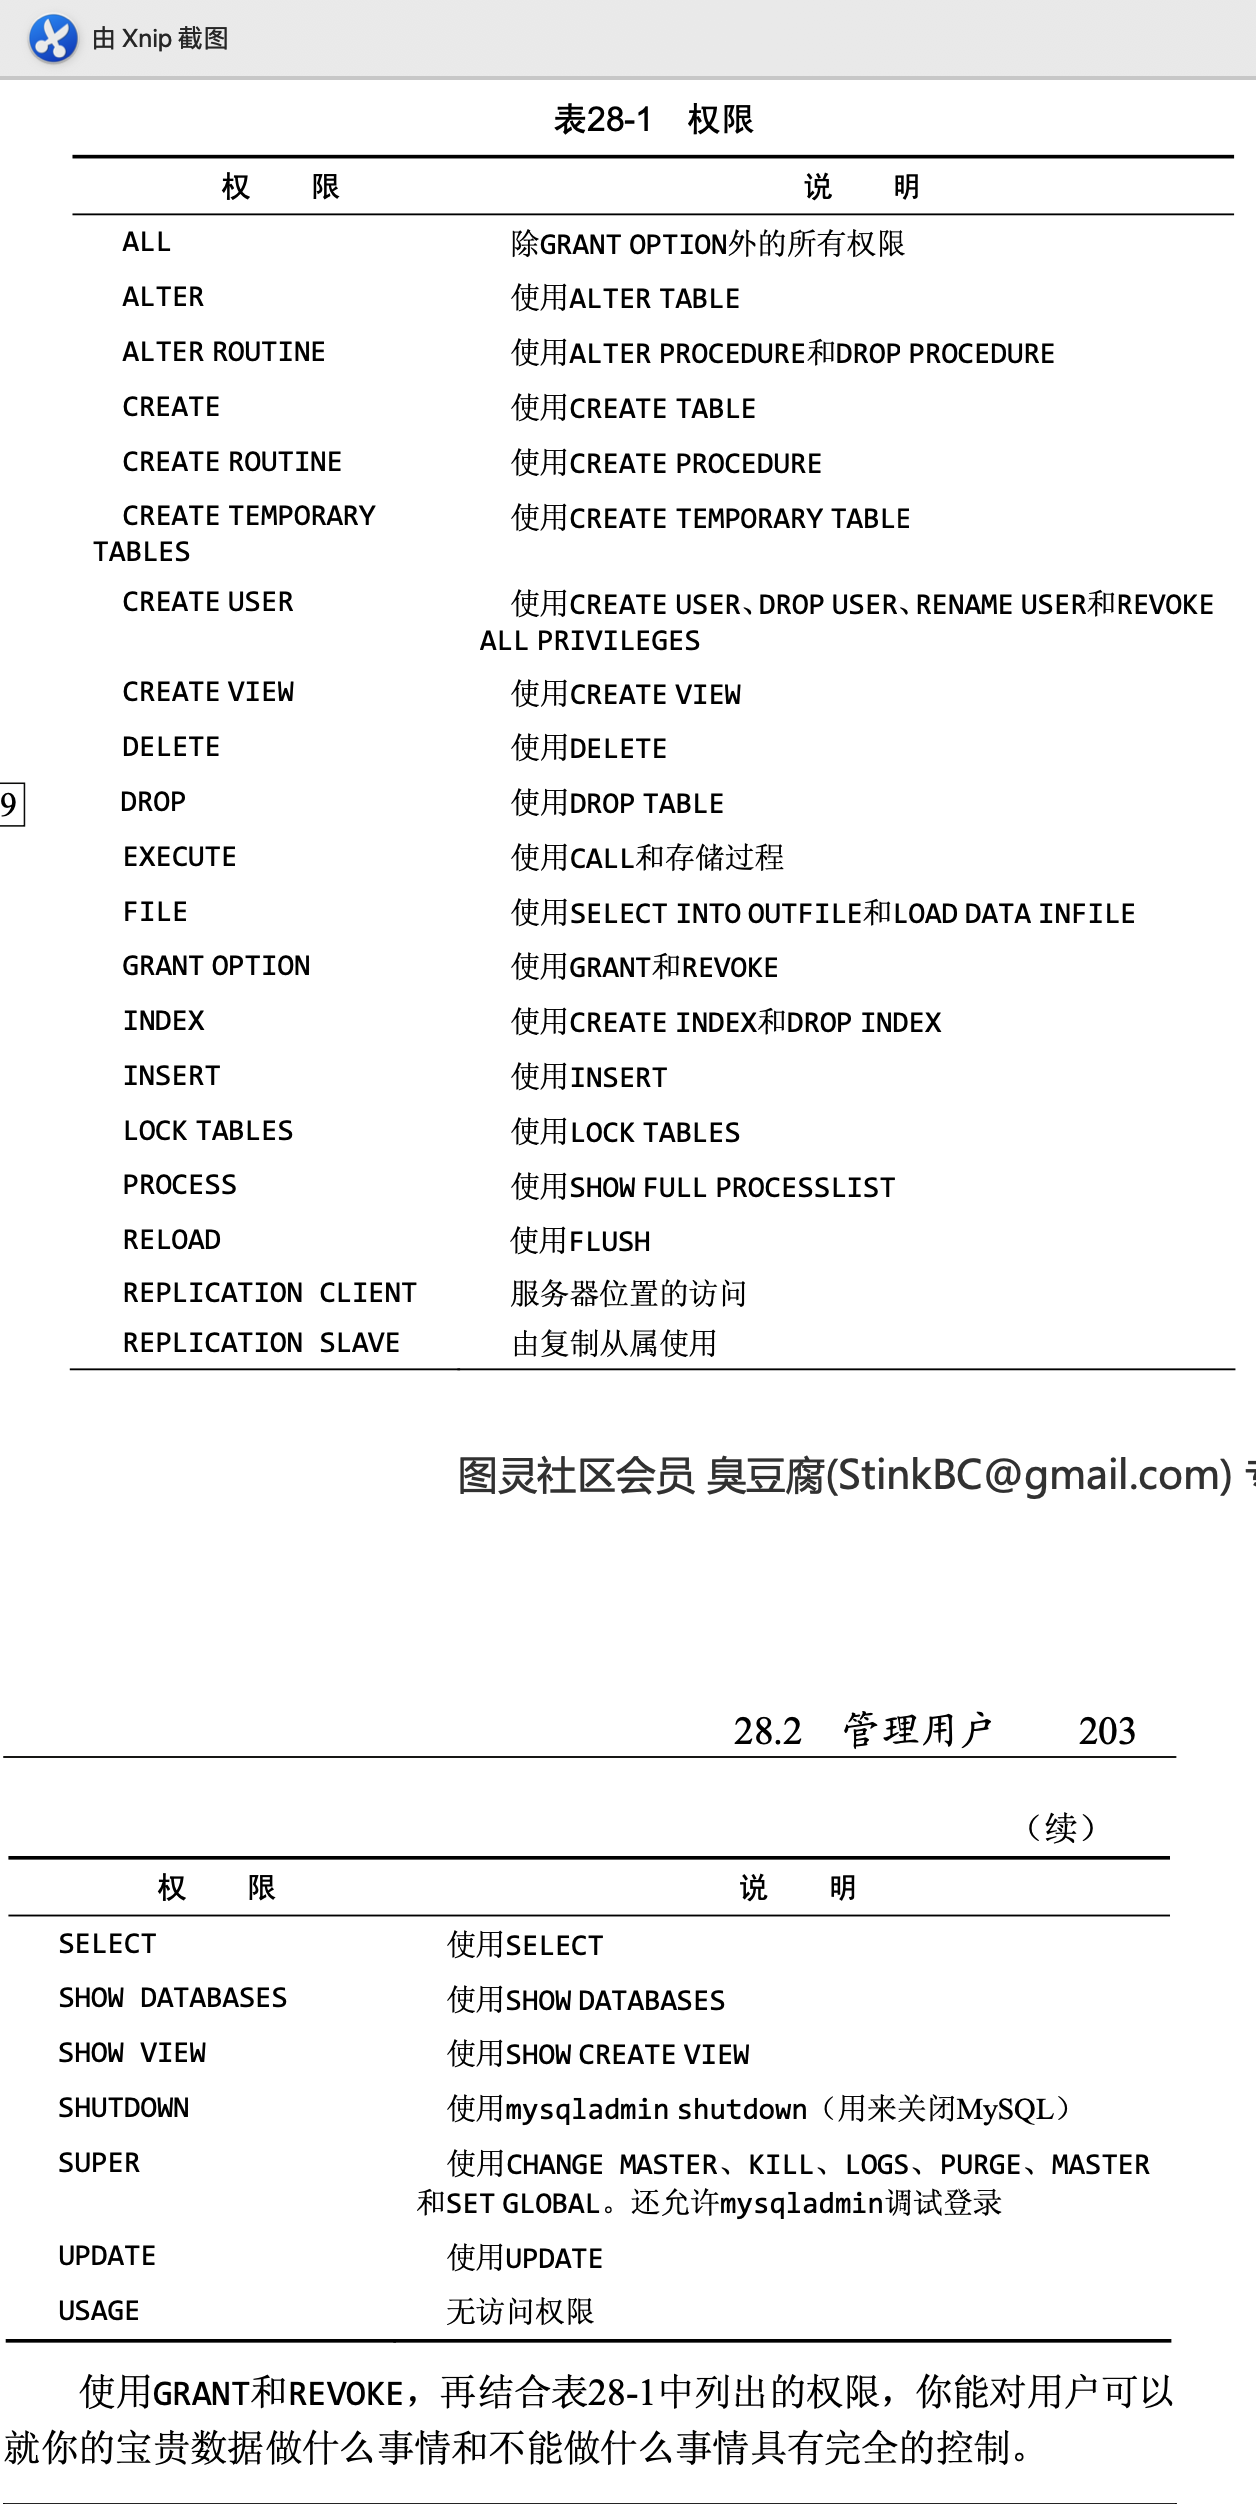 由 Xnip 截图
表28-1 权限
权 限 说 明
ALL 除GRANT OPTION外的所有权限
ALTER 使用ALTER TABLE
ALTER ROUTINE 使用ALTER PROCEDURE和DROP PROCEDURE
CREATE 使用CREATE TABLE
CREATE ROUTINE 使用CREATE PROCEDURE
CREATE TEMPORARY 使用CREATE TEMPORARY TABLE
TABLES
CREATE USER 使用CREATE USER、DROP USER、RENAME USER和REVOKE
ALL PRIVILEGES
CREATE VIEW 使用CREATE VIEW
DELETE 使用DELETE
9 DROP 使用DROP TABLE
EXECUTE 使用CALL和存储过程
FILE 使用SELECT INTO OUTFILE和LOAD DATA INFILE
GRANT OPTION 使用GRANT和REVOKE
INDEX 使用CREATE INDEX和DROP INDEX
INSERT 使用INSERT
LOCK TABLES 使用LOCK TABLES
PROCESS 使用SHOW FULL PROCESSLIST
RELOAD 使用FLUSH
REPLICATION CLIENT 服务器位置的访问
REPLICATION SLAVE 由复制从属使用
图灵社区会员 臭豆腐(StinkBC@gmail.com)
28.2 管理用户 203
（续）
权 限 说 明
SELECT 使用SELECT
SHOW DATABASES 使用SHOW DATABASES
SHOW VIEW 使用SHOW CREATE VIEW
SHUTDOWN 使用mysqladmin shutdown（用来关闭MySQL）
SUPER 使用CHANGE MASTER、KILL、LOGS、PURGE、MASTER
和SET GLOBAL。还允许mysqladmin调试登录
UPDATE 使用UPDATE
USAGE 无访问权限
使用GRANT和REVOKE，再结合表28-1中列出的权限，你能对用户可以
就你的宝贵数据做什么事情和不能做什么事情具有完全的控制。